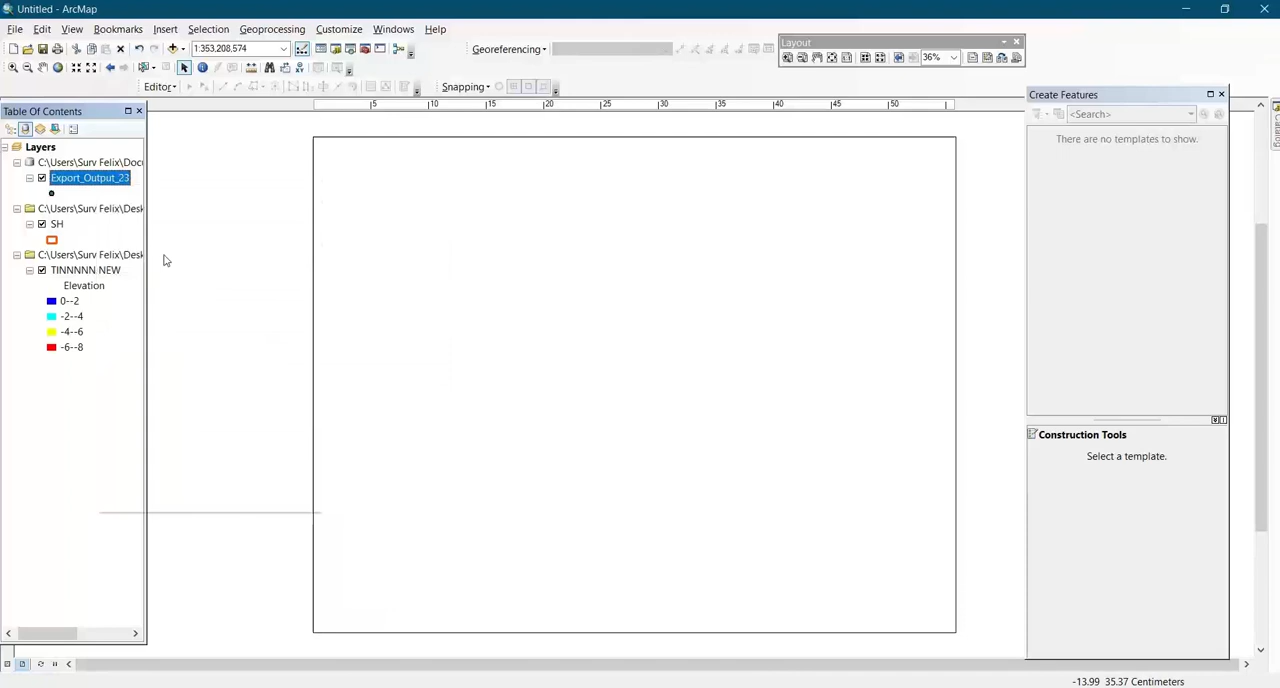 Untitled - ArcMap
File Edit View Bookmarks Insert Selection Geoprocessing Customize Windows Help
1:353,208,574
Georeferencing
Layout
36%
Editor
Snapping
Table Of Contents
5 10 15 20 25 30 35 40 45 50
Create Features
<Search>
There are no templates to show.
Catalog
Layers
C:\Users\Surv Felix\Docu
Export_Output_23
C:\Users\Surv Felix\Desk
SH
C:\Users\Surv Felix\Desk
TINNNNN NEW
Elevation
0--2
-2--4
-4--6
-6--8
Construction Tools
Select a template.
-13.99 35.37 Centimeters